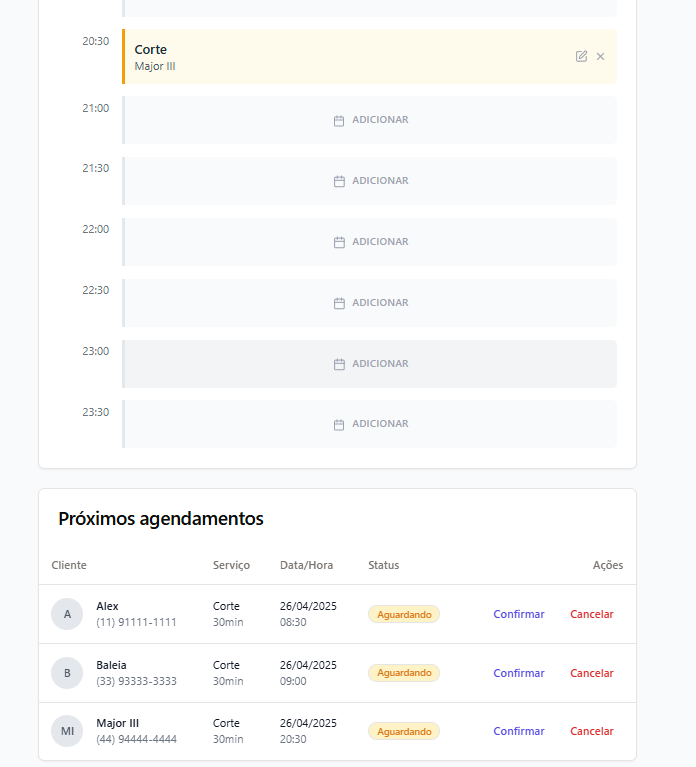 20:30
Corte
Major III
21:00
ADICIONAR
21:30
ADICIONAR
22:00
ADICIONAR
22:30
ADICIONAR
23:00
ADICIONAR
23:30
ADICIONAR
Próximos agendamentos
Cliente Serviço Data/Hora Status Ações
A Alex Corte 26/04/2025 Aguardando Confirmar Cancelar
(11) 91111-1111 30min 08:30
B Baleia Corte 26/04/2025 Aguardando Confirmar Cancelar
(33) 93333-3333 30min 09:00
MI Major III Corte 26/04/2025 Aguardando Confirmar Cancelar
(44) 94444-4444 30min 20:30